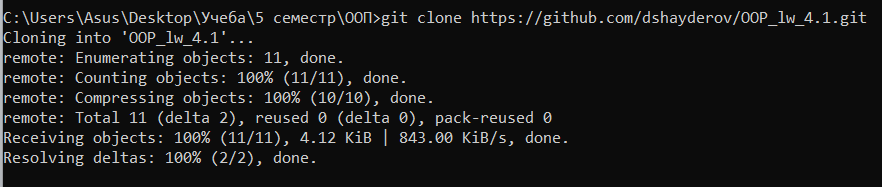 C:\Users\Asus\Desktop\Учеба\5 семестр\ООП>git clone https://github.com/dshayderov/OOP_lw_4.1.git
Cloning into 'OOP_lw_4.1'...
remote: Enumerating objects: 11, done.
remote: Counting objects: 100% (11/11), done.
remote: Compressing objects: 100% (10/10), done.
remote: Total 11 (delta 2), reused 0 (delta 0), pack-reused 0
Receiving objects: 100% (11/11), 4.12 KiB | 843.00 KiB/s, done.
Resolving deltas: 100% (2/2), done.